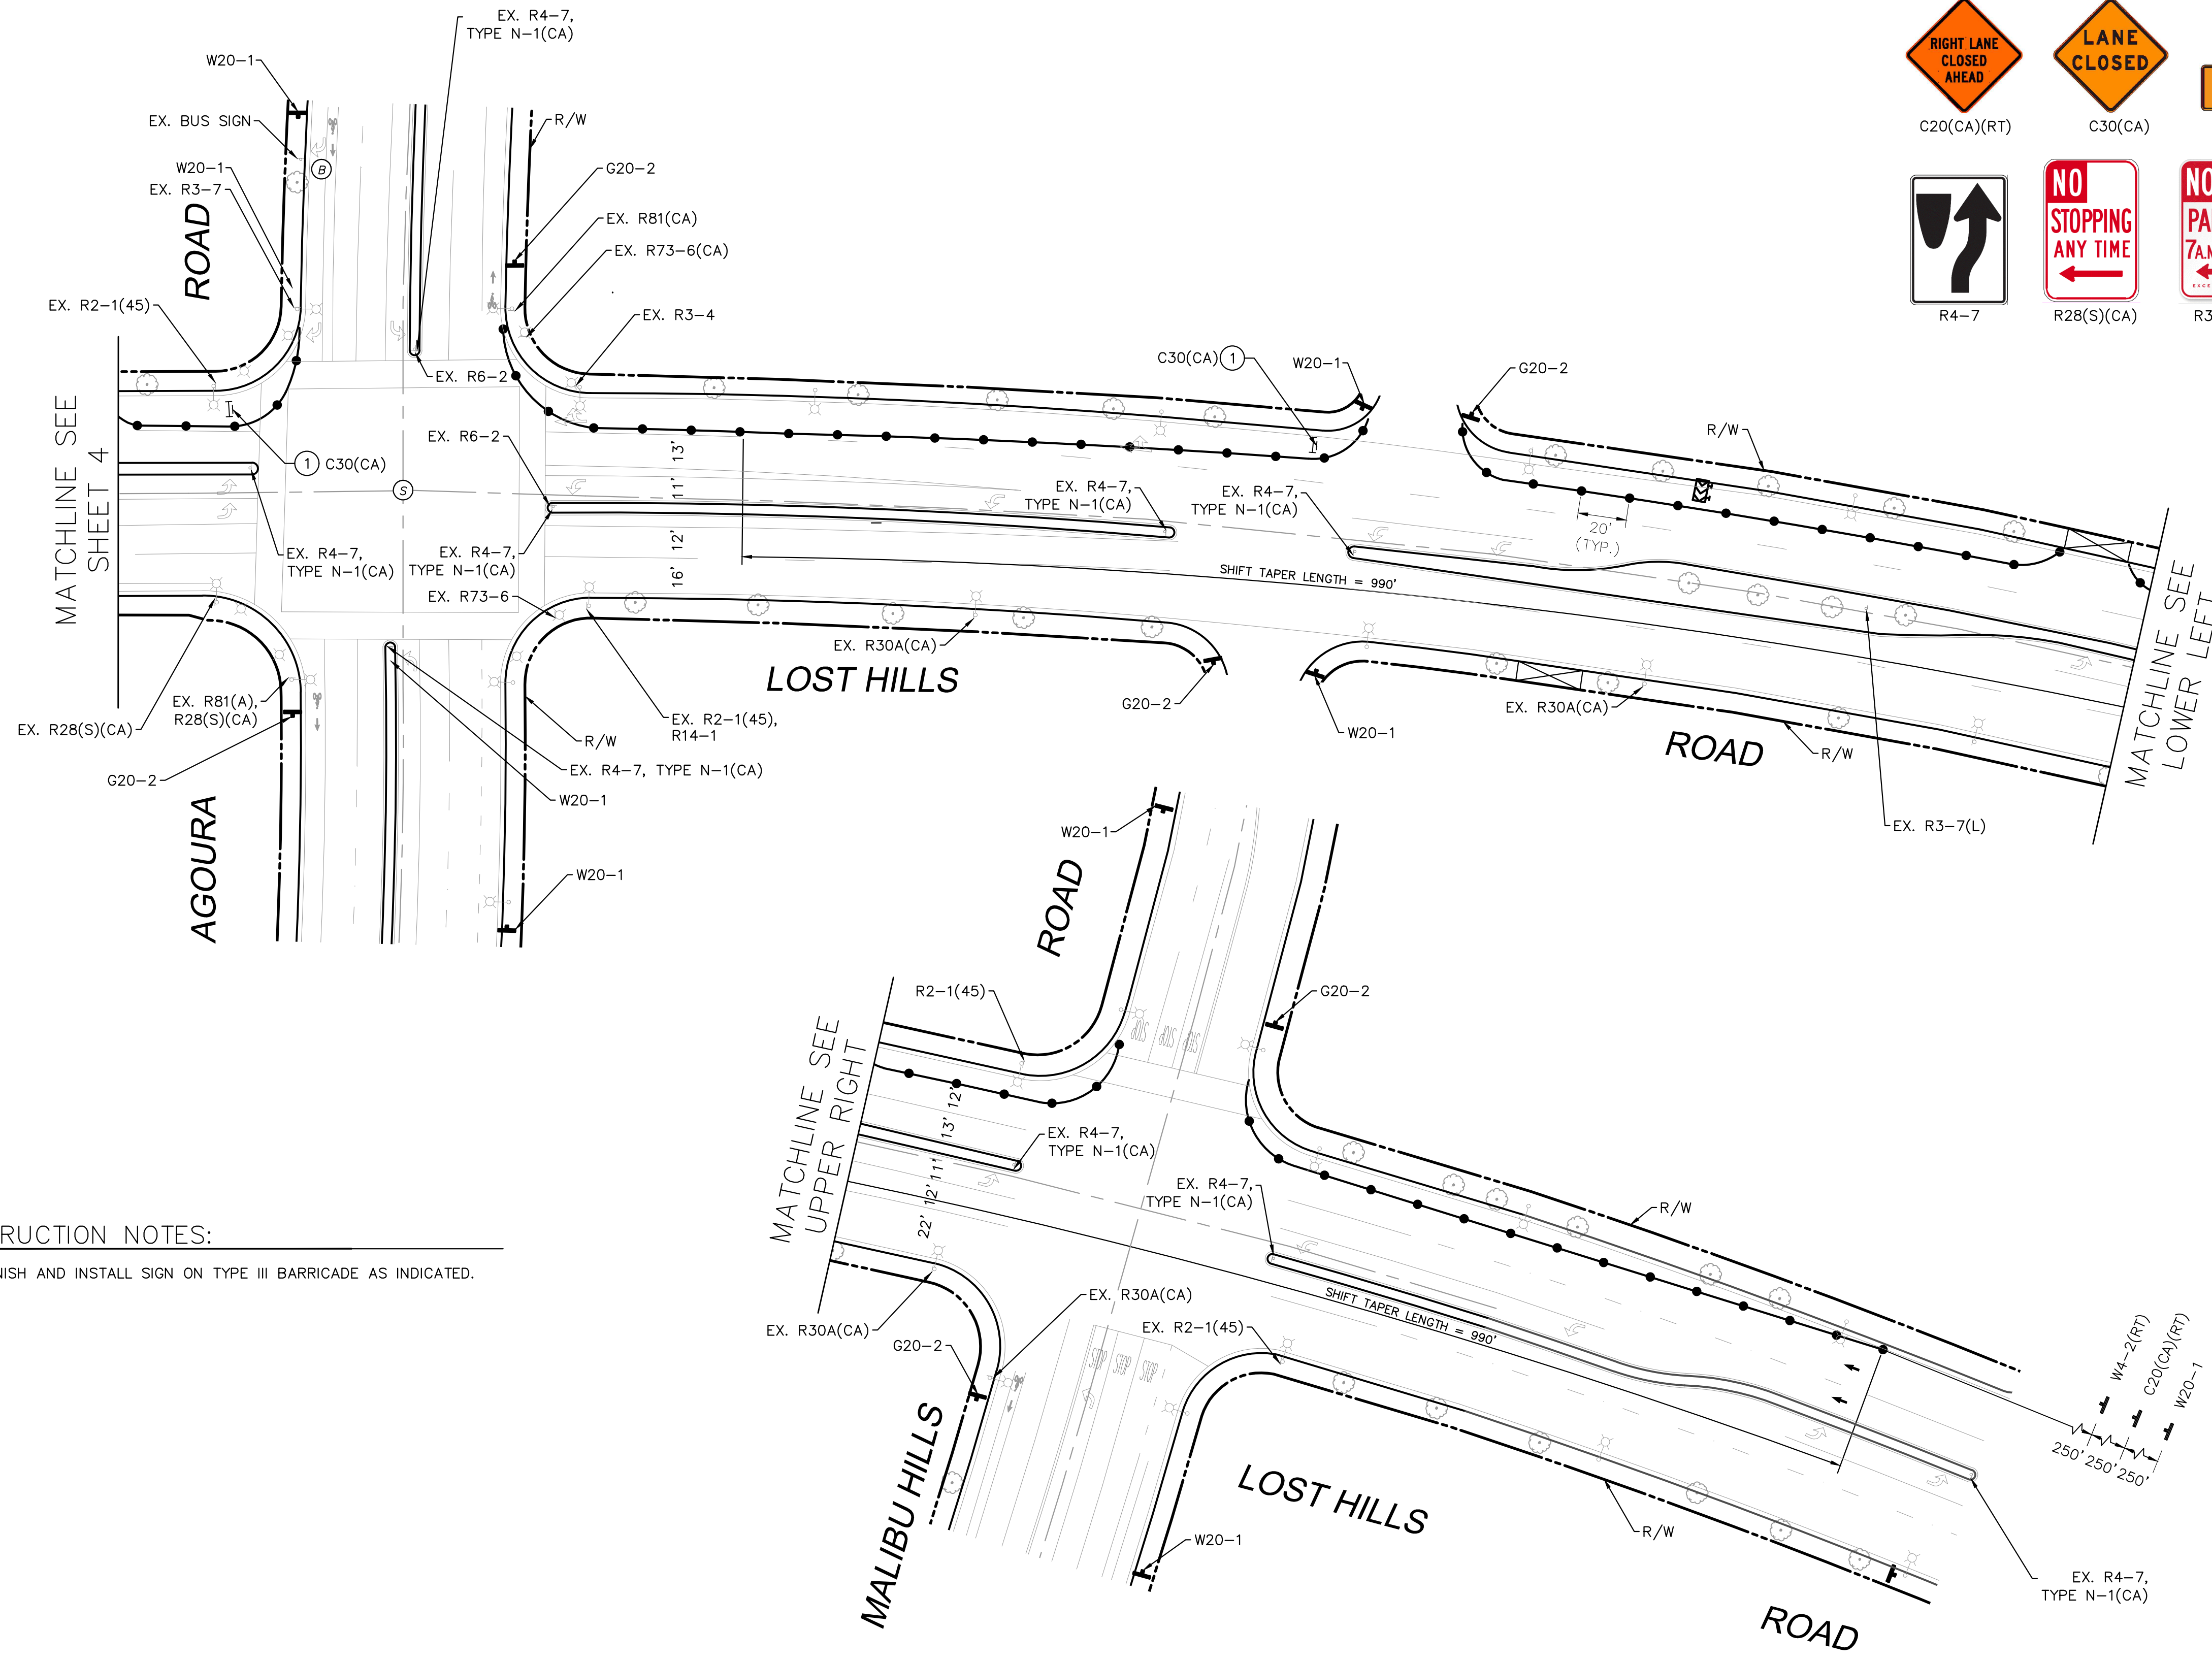 EX. R4-7,
TYPE N-1(CA)
W20-1
EX. BUS SIGN
B
R/W
W20-1
EX. R3-7
ROAD
G20-2
EX. R81(CA)
EX. R73-6(CA)
EX. R2-1(45)
EX. R3-4
EX. R6-2
C30(CA) 1
W20-1
G20-2
MATCHLINE SEE
SHEET 4
1 C30(CA)
S
EX. R6-2
13'
11'
12'
16'
EX. R4-7,
TYPE N-1(CA)
EX. R4-7,
TYPE N-1(CA)
R/W
20'
(TYP.)
EX. R4-7,
TYPE N-1(CA)
EX. R4-7,
TYPE N-1(CA)
SHIFT TAPER LENGTH = 990'
EX. R73-6
EX. R30A(CA)
LOST HILLS
EX. R81(A),
R28(S)(CA)
EX. R28(S)(CA)
G20-2
EX. R2-1(45),
R14-1
R/W
EX. R4-7, TYPE N-1(CA)
W20-1
G20-2
W20-1
EX. R30A(CA)
ROAD
R/W
EX. R3-7(L)
MATCHLINE SEE
LOWER LEFT
AGOURA
W20-1
RIGHT LANE
CLOSED
AHEAD
C20(CA)(RT)
LANE
CLOSED
C30(CA)
R4-7
NO
STOPPING
ANY TIME
R28(S)(CA)
NO
PA
7A.M
EXCE
R3
W20-1
ROAD
R2-1(45)
G20-2
MATCHLINE SEE
UPPER RIGHT
12'
13'
11'
12'
22'
EX. R4-7,
TYPE N-1(CA)
STOP STOP STOP
EX. R4-7,
TYPE N-1(CA)
R/W
SHIFT TAPER LENGTH = 990'
EX. R30A(CA)
EX. R30A(CA)
EX. R2-1(45)
G20-2
STOP STOP STOP
MALIBU HILLS
LOST HILLS
W20-1
R/W
W4-2(RT)
C20(CA)(RT)
W20-1
250' 250' 250'
EX. R4-7,
TYPE N-1(CA)
ROAD
RUCTION NOTES:
NISH AND INSTALL SIGN ON TYPE III BARRICADE AS INDICATED.